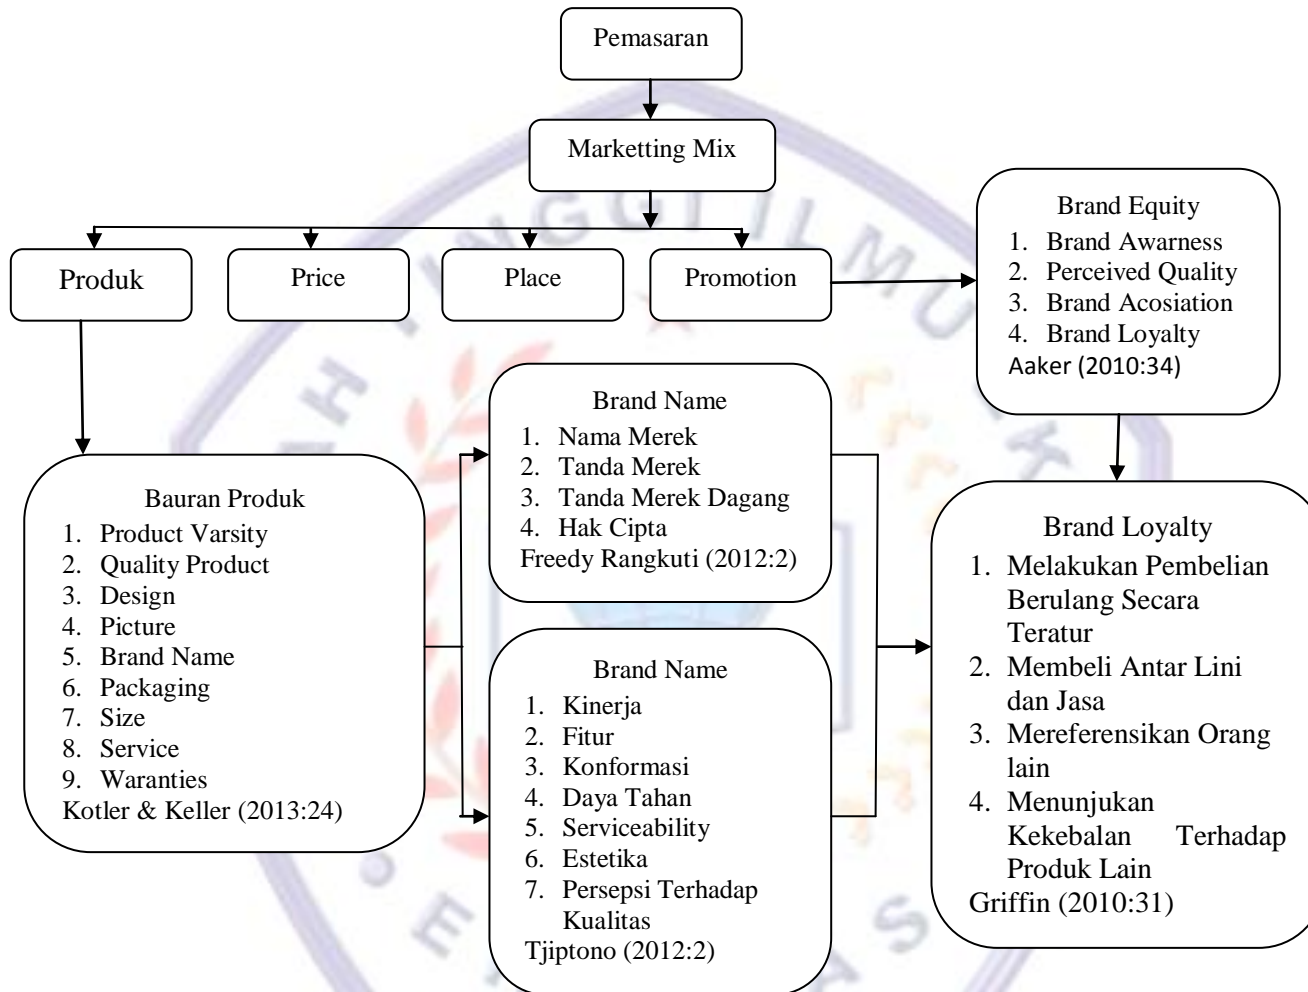 Pemasaran
Marketting Mix
Produk
Price
Place
Promotion
Brand Equity
1. Brand Awarness
2. Perceived Quality
3. Brand Acosiation
4. Brand Loyalty
Aaker (2010:34)
Bauran Produk
1. Product Varsity
2. Quality Product
3. Design
4. Picture
5. Brand Name
6. Packaging
7. Size
8. Service
9. Waranties
Kotler & Keller (2013:24)
Brand Name
1. Nama Merek
2. Tanda Merek
3. Tanda Merek Dagang
4. Hak Cipta
Freedy Rangkuti (2012:2)
Brand Name
1. Kinerja
2. Fitur
3. Konformasi
4. Daya Tahan
5. Serviceability
6. Estetika
7. Persepsi Terhadap
Kualitas
Tjiptono (2012:2)
Brand Loyalty
1. Melakukan Pembelian
Berulang Secara
Teratur
2. Membeli Antar Lini
dan Jasa
3. Mereferensikan Orang
lain
4. Menunjukan
Kekebalan Terhadap
Produk Lain
Griffin (2010:31)